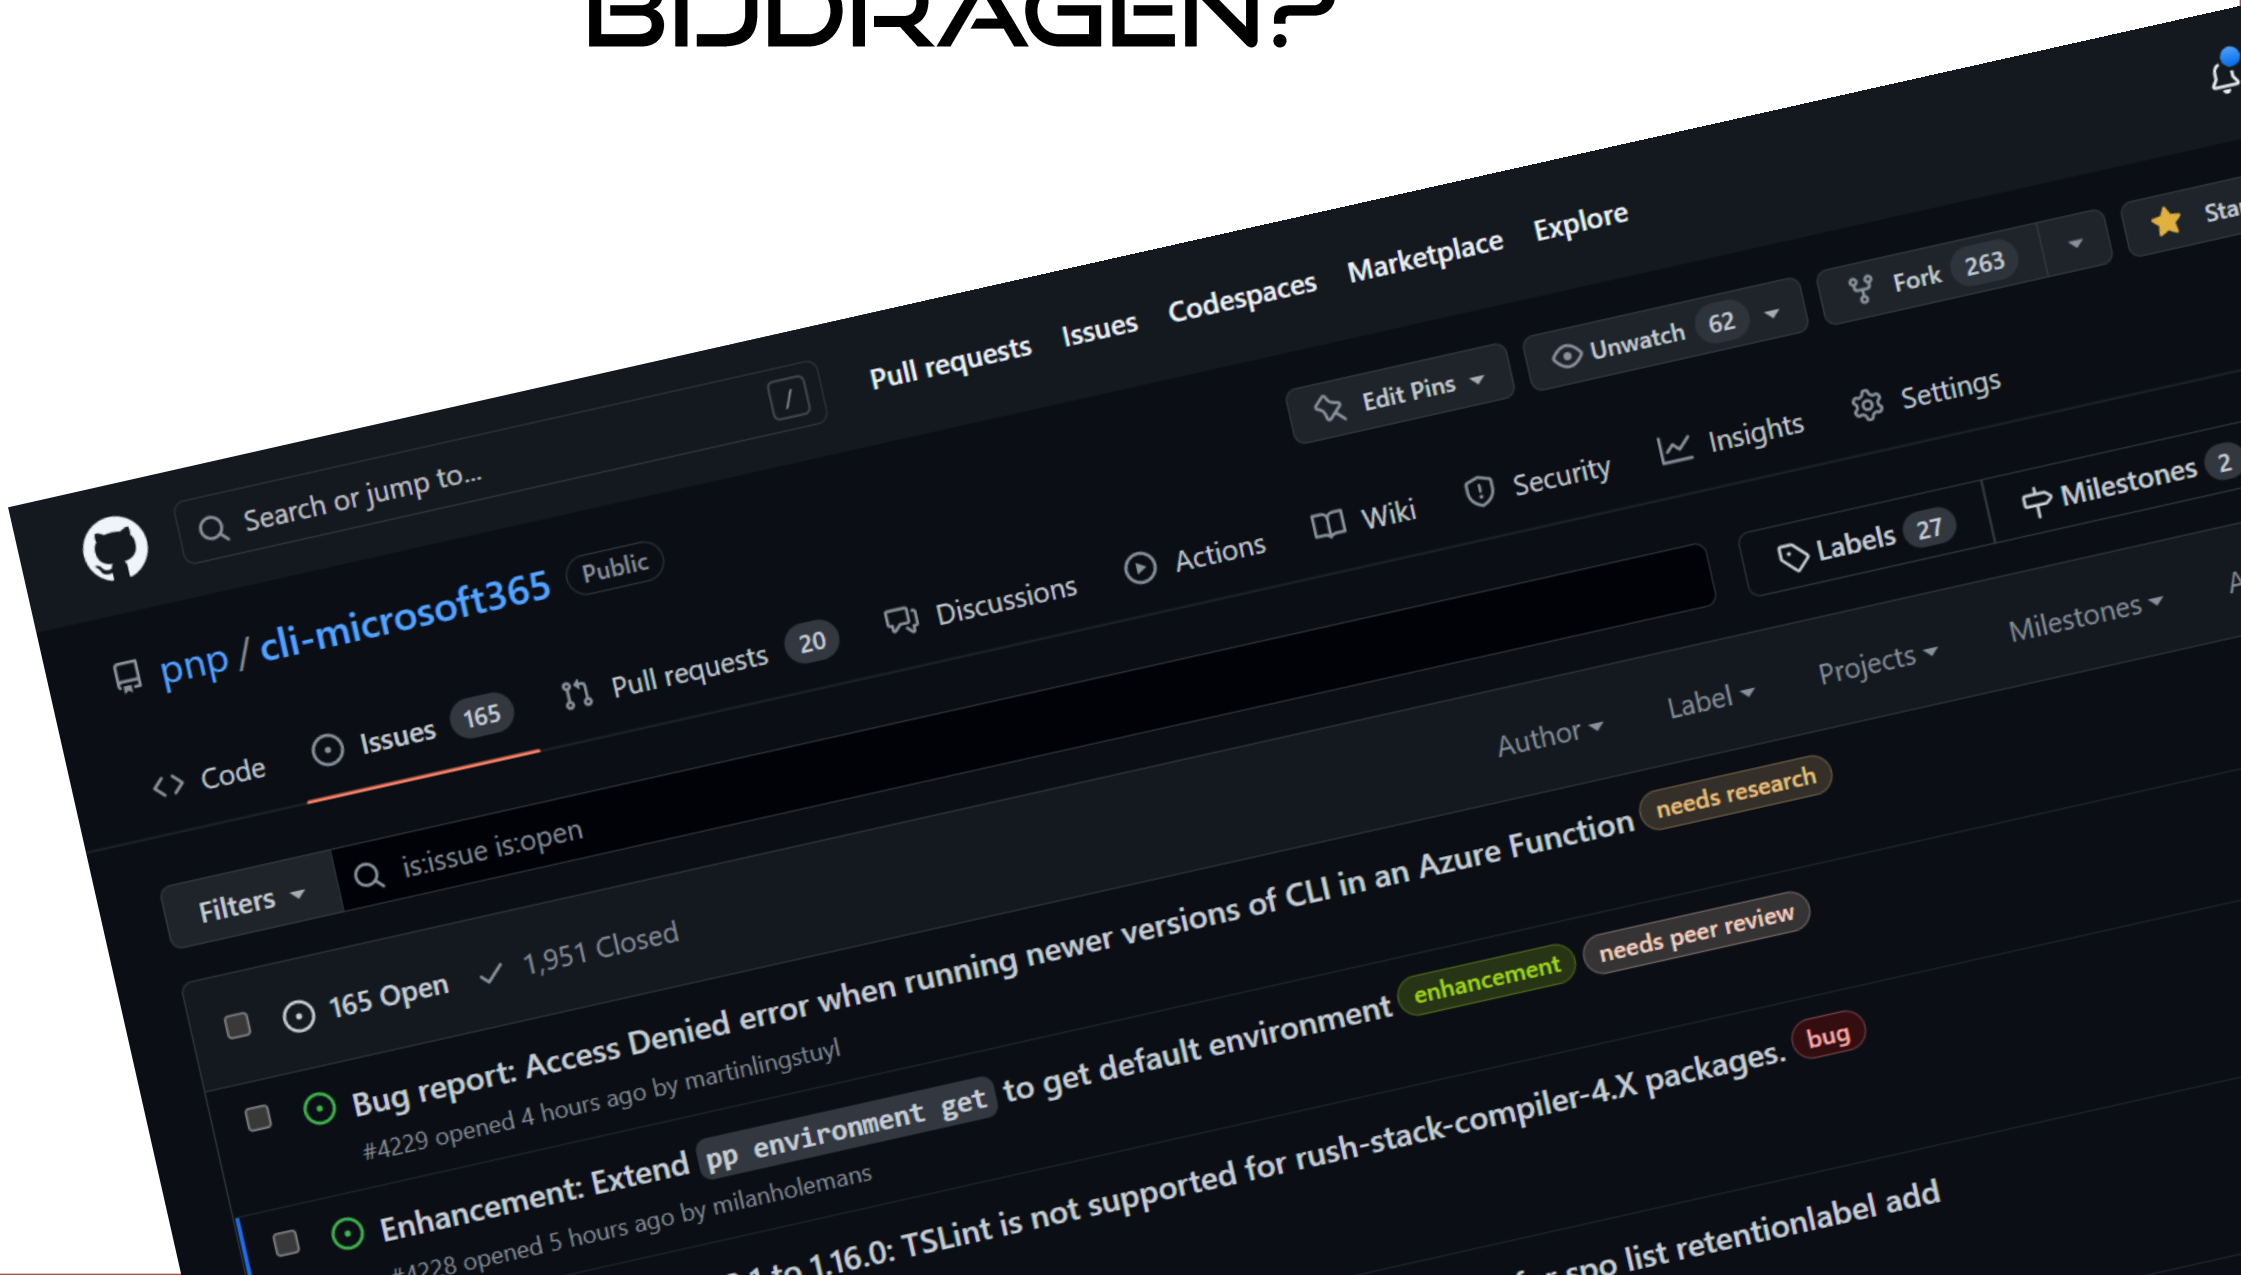 BIJDRAGEN?
Search or jump to... /
Pull requests Issues Codespaces Marketplace Explore
pnp / cli-microsoft365 Public
Edit Pins Unwatch 62 Fork 263
Code Issues 165 Pull requests 20 Discussions Actions Wiki Security Insights Settings
Filters is:issue is:open
Labels 27 Milestones 2
165 Open 1,951 Closed
Author Label Projects Milestones
Bug report: Access Denied error when running newer versions of CLI in an Azure Function needs research
#4229 opened 4 hours ago by martinlingstuyl
Enhancement: Extend pp environment get to get default environment enhancement needs peer review
#4228 opened 5 hours ago by milanholemans
to 1.16.0: TSLint is not supported for rush-stack-compiler-4.X packages. bug
spo list retentionlabel add